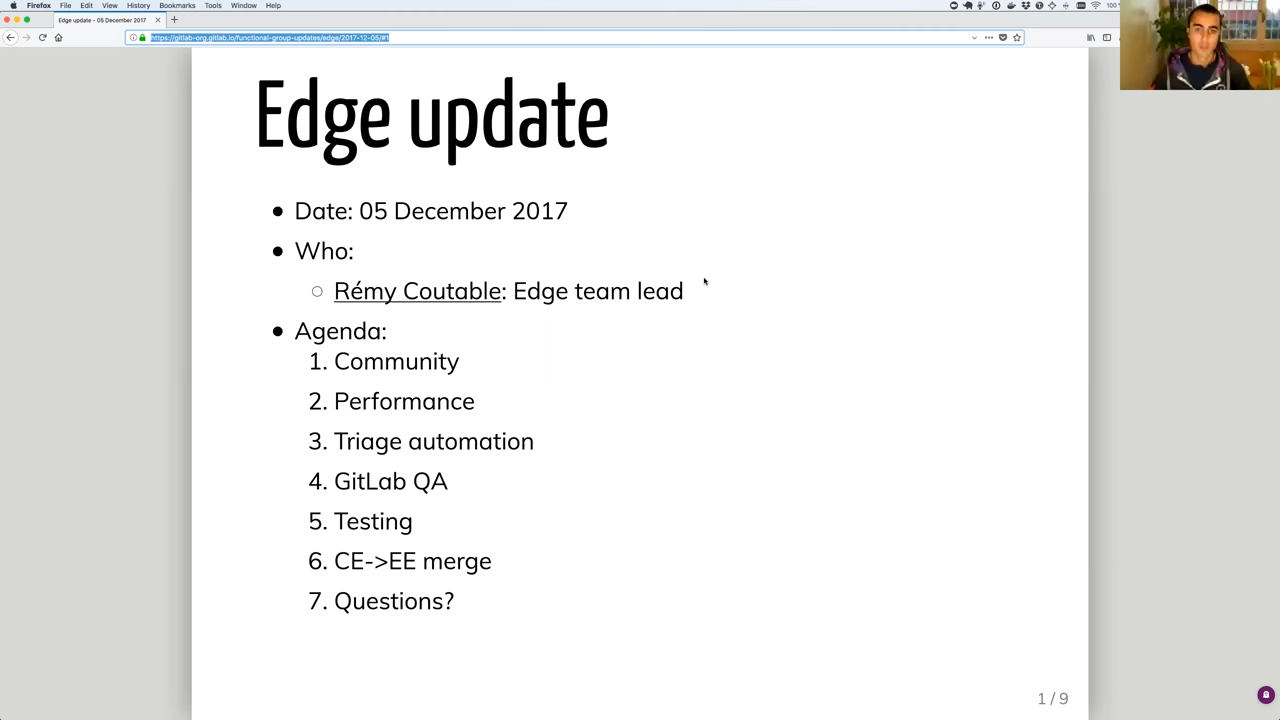 Firefox File Edit View History Bookmarks Tools Window Help
100
Edge update - 05 December 2017
https://gitlab-org.gitlab.io/functional-group-updates/edge/2017-12-05/#1
Edge update
Date: 05 December 2017
Who:
Rémy Coutable: Edge team lead
Agenda:
1. Community
2. Performance
3. Triage automation
4. GitLab QA
5. Testing
6. CE->EE merge
7. Questions?
1 / 9